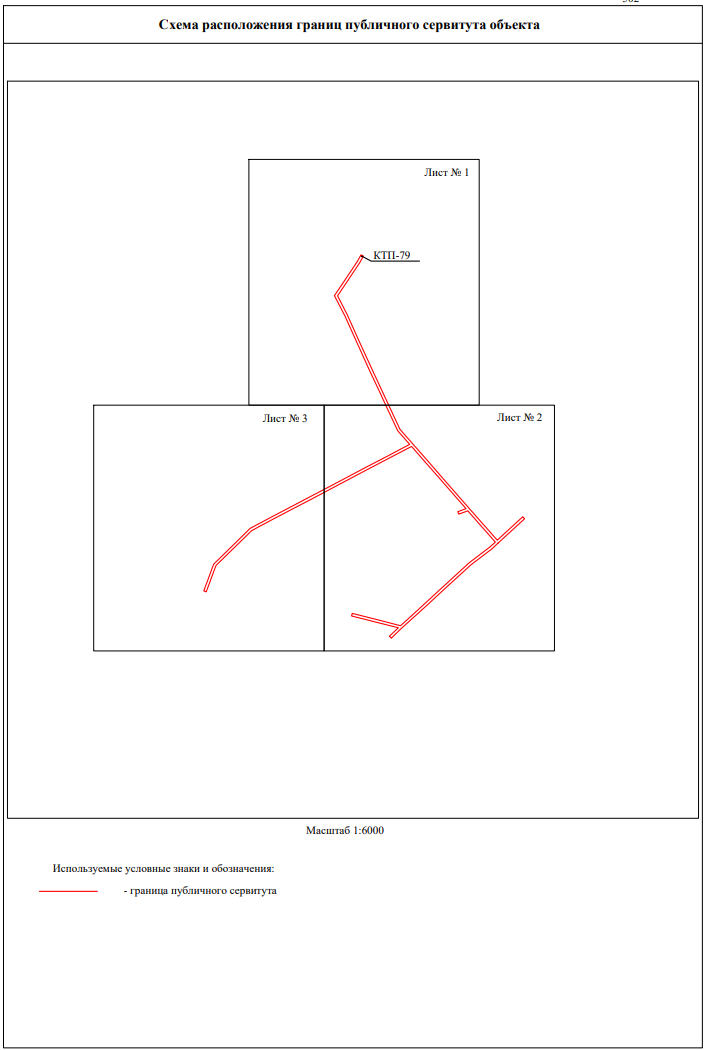 Схема расположения границ публичного сервитута объекта
Лист № 1
КТП-79
Лист № 3
Лист № 2
Масштаб 1:6000
Используемые условные знаки и обозначения:
- граница публичного сервитута